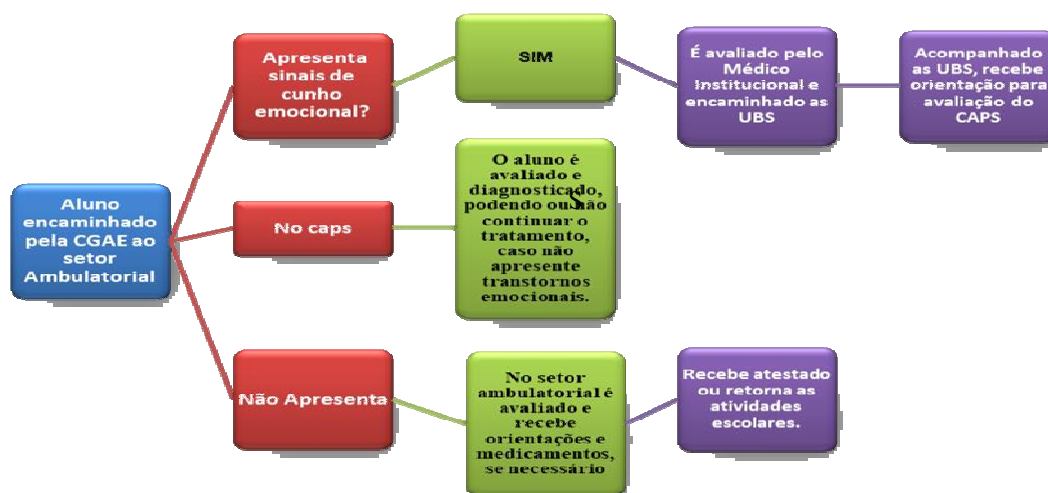 Apresenta
sinais de
cunho
emocional?
SIM
É avaliado pelo
Médico
Institucional e
encaminhado as
UBS
Acompanhado
as UBS, recebe
orientação para
avaliação do
CAPS
Aluno
encaminhado
pela CGAE ao
setor
Ambulatorial
No caps
O aluno é
avaliado e
diagnosticado,
podendo ou não
continuar o
tratamento,
caso não
apresente
transtornos
emocionais.
S
Não Apresenta
No setor
ambulatorial é
avaliado e
recebe
orientações e
medicamentos,
se necessário
Recebe atestado
ou retorna as
atividades
escolares.